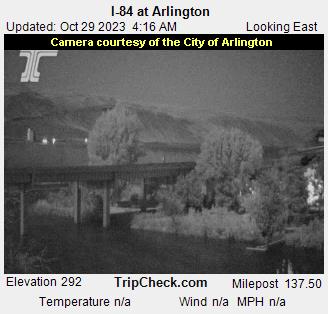 I-84 at Arlington
Updated: Oct 29 2023 4:16 AM Looking East
Camera courtesy of the City of Arlington
Elevation 292 TripCheck.com Milepost 137.50
Temperature n/a Wind n/a MPH n/a